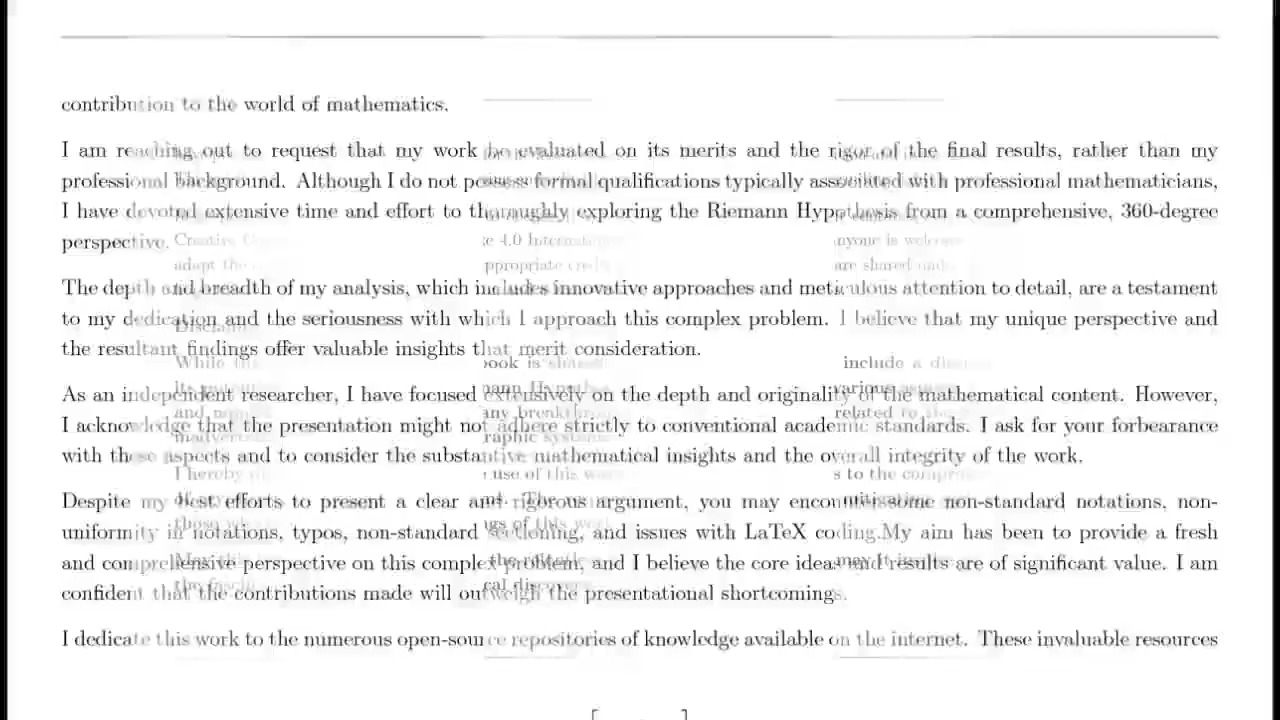 contribution to the world of mathematics.
I am reaching out to request that my work be evaluated on its merits and the rigor of the final results, rather than my
professional background. Although I do not possess formal qualifications typically associated with professional mathematicians,
I have devoted extensive time and effort to thoroughly exploring the Riemann Hypothesis from a comprehensive, 360-degree
perspective.
The depth and breadth of my analysis, which includes innovative approaches and meticulous attention to detail, are a testament
to my dedication and the seriousness with which I approach this complex problem. I believe that my unique perspective and
the resultant findings offer valuable insights that merit consideration.
As an independent researcher, I have focused extensively on the depth and originality of the mathematical content. However,
I acknowledge that the presentation might not adhere strictly to conventional academic standards. I ask for your forbearance
with these aspects and to consider the substantive mathematical insights and the overall integrity of the work.
Despite my best efforts to present a clear and rigorous argument, you may encounter some non-standard notations, non-
uniformity in notations, typos, non-standard sectioning, and issues with LaTeX coding.My aim has been to provide a fresh
and comprehensive perspective on this complex problem, and I believe the core ideas and results are of significant value. I am
confident that the contributions made will outweigh the presentational shortcomings.
I dedicate this work to the numerous open-source repositories of knowledge available on the internet. These invaluable resources